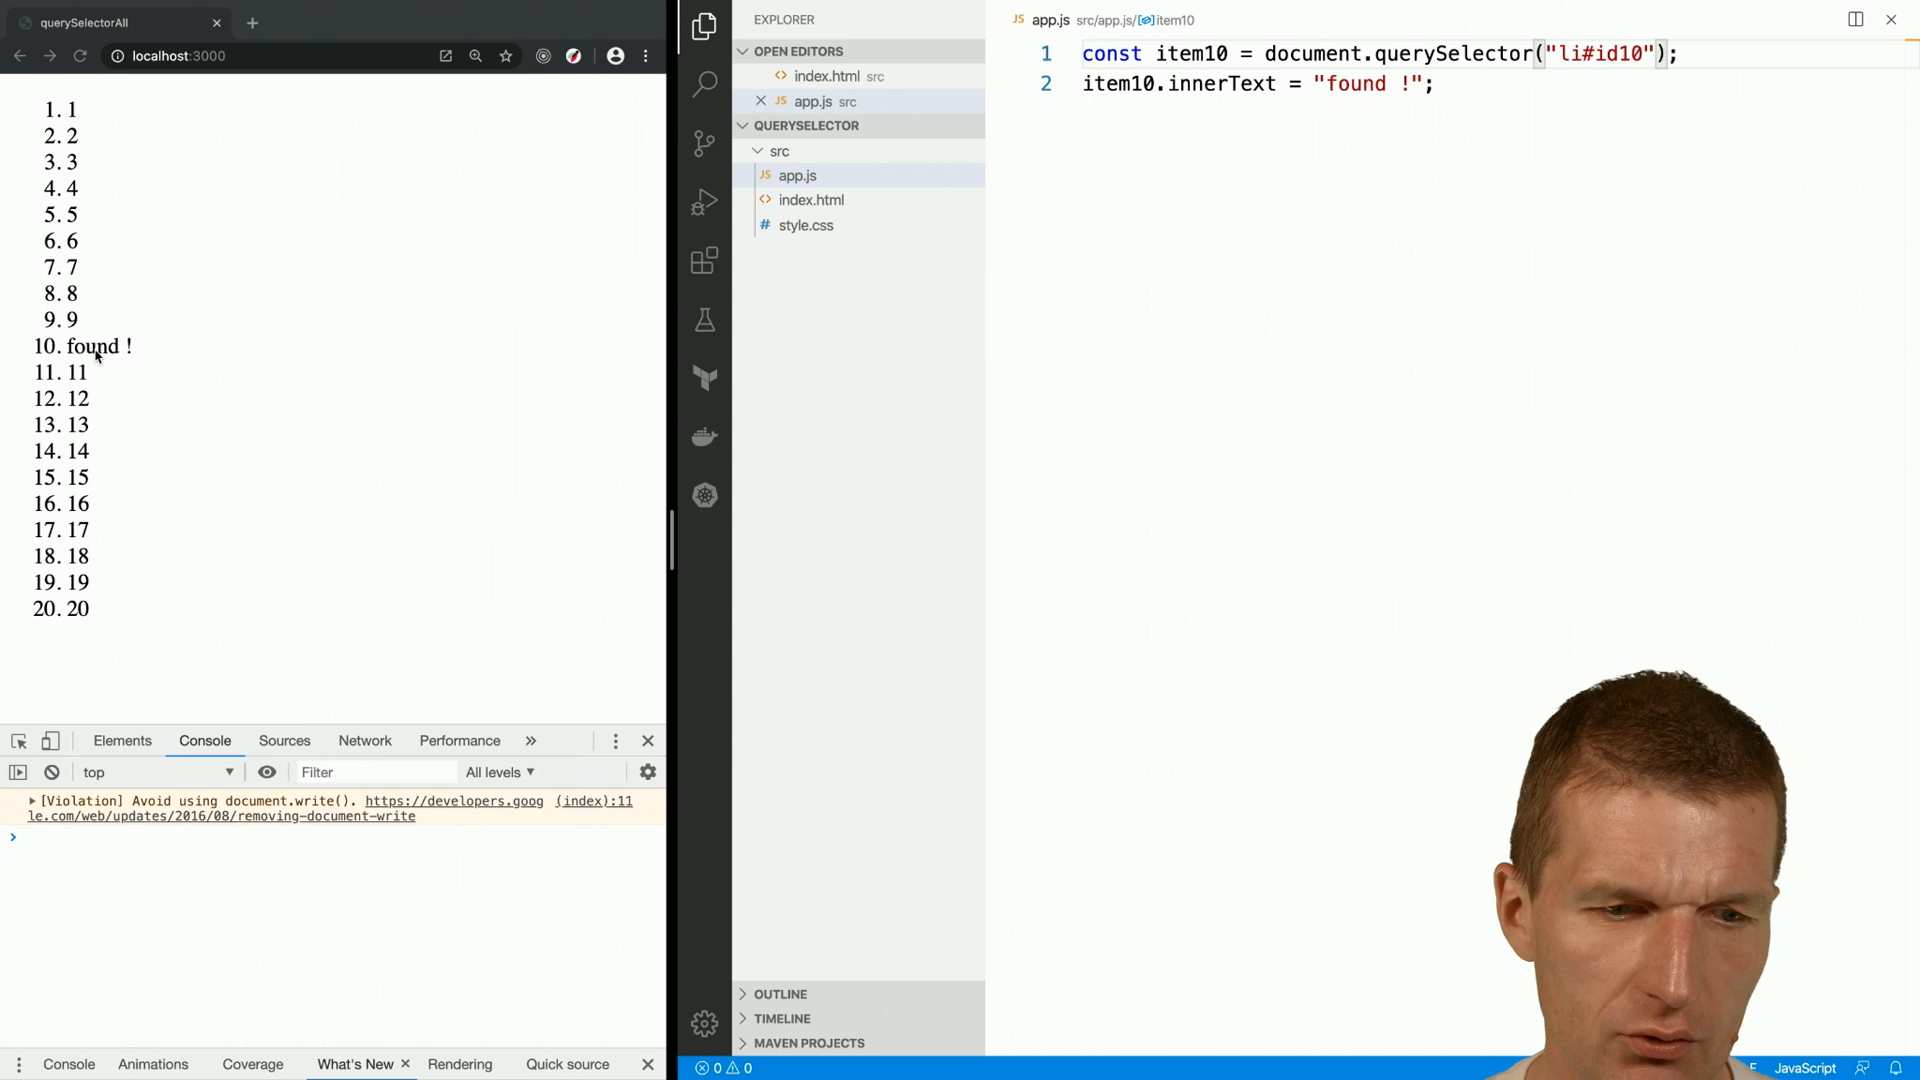 querySelectorAll
localhost:3000
1. 1
2. 2
3. 3
4. 4
5. 5
6. 6
7. 7
8. 8
9. 9
10. found !
11. 11
12. 12
13. 13
14. 14
15. 15
16. 16
17. 17
18. 18
19. 19
20. 20
Elements Console Sources Network Performance »
top Filter All levels
[Violation] Avoid using document.write(). https://developers.goog (index):11
le.com/web/updates/2016/08/removing-document-write
>
Console Animations Coverage What's New Rendering Quick source
EXPLORER
OPEN EDITORS
index.html src
JS app.js src
QUERYSELECTOR
src
JS app.js
index.html
# style.css
OUTLINE
TIMELINE
MAVEN PROJECTS
JS app.js src/app.js/ item10
1 const item10 = document.querySelector("li#id10");
2 item10.innerText = "found !";
0 0
JavaScript